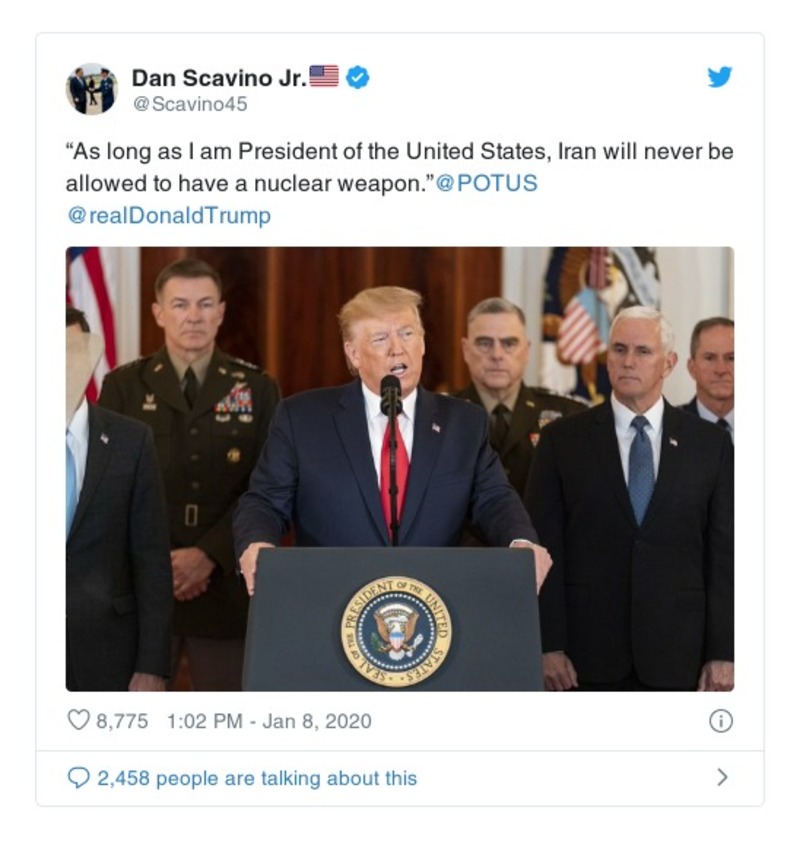 Dan Scavino Jr.🇺🇸
@Scavino45
“As long as I am President of the United States, Iran will never be
allowed to have a nuclear weapon.”@POTUS
@realDonaldTrump
SEAL OF THE PRESIDENT OF THE UNITED STATES
8,775 1:02 PM - Jan 8, 2020
2,458 people are talking about this